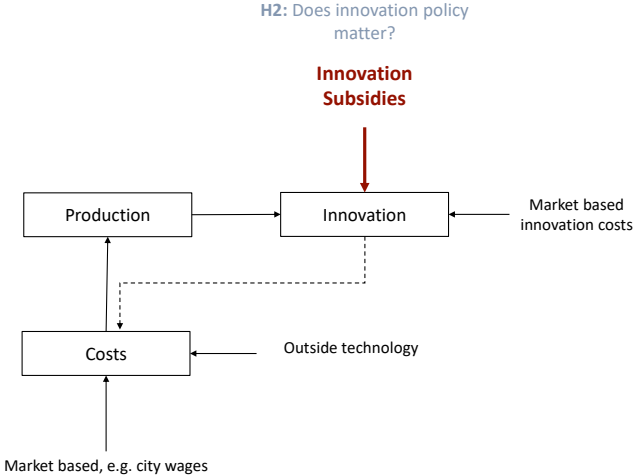 H2: Does innovation policy
matter?
Innovation
Subsidies
Production
Innovation
Market based
innovation costs
Costs
Outside technology
Market based, e.g. city wages